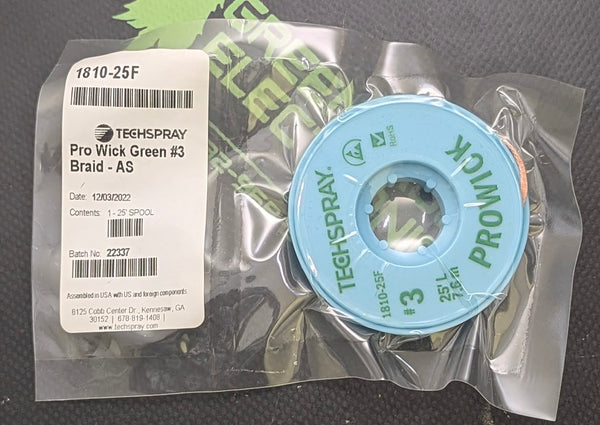 1810-25F
TECHSPRAY
Pro Wick Green #3
Braid - AS
Date: 12/03/2022
Contents: 1 - 25' SPOOL
Batch No: 22337
Assembled in USA with US and foreign components
8125 Cobb Center Dr., Kennesaw, GA
30152 | 678-819-1408 |
www.techspray.com
TECHSPRAY.
RoHS
PROWICK
1810-25F
#3
25' L
7.6 m
GREEN